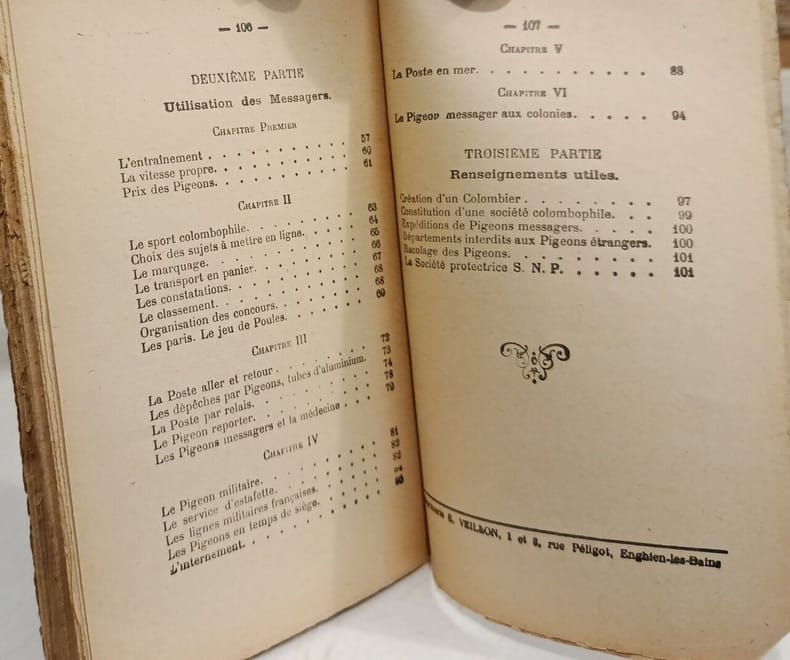 — 106 —
DEUXIÈME PARTIE
Utilisation des Messagers.
Chapitre Premier
L'entraînement . . . . . . . . . . 57
La vitesse propre. . . . . . . . . . 60
Prix des Pigeons. . . . . . . . . . 61
Chapitre II
Le sport colombophile. . . . . . . . . 63
Choix des sujets à mettre en ligne. . . . . 64
Le marquage. . . . . . . . . . . 65
Le transport en panier. . . . . . . . 66
Les constatations. . . . . . . . . . 67
Le classement. . . . . . . . . . . 68
Organisation des concours. . . . . . . 68
Les paris. Le jeu de Poules. . . . . . . 69
Chapitre III
La Poste aller et retour . . . . . . . . 72
Les dépêches par Pigeons, tubes d'aluminium. 73
La Poste par relais. . . . . . . . . . 74
Le Pigeon reporter. . . . . . . . . . 78
Les Pigeons messagers et la médecine . . . 79
Chapitre IV
Le Pigeon militaire. . . . . . . . . . 81
Le service d'estafette. . . . . . . . . 82
Les lignes militaires françaises. . . . . .
Les Pigeons en temps de siège. . . . . .
L'internement. . . . . . . . . . .
— 107 —
Chapitre V
La Poste en mer. . . . . . . . . . . 88
Chapitre VI
Le Pigeon messager aux colonies. . . . . 94
TROISIÈME PARTIE
Renseignements utiles.
Création d'un Colombier . . . . . . . . 97
Constitution d'une société colombophile. . . 99
Expéditions de Pigeons messagers. . . . . 100
Départements interdits aux Pigeons étrangers. 100
Racolage des Pigeons. . . . . . . . . 101
La Société protectrice S. N. P. . . . . . . 101
E. VEILLON, 1 et 3, rue Péligot, Enghien-les-Bains